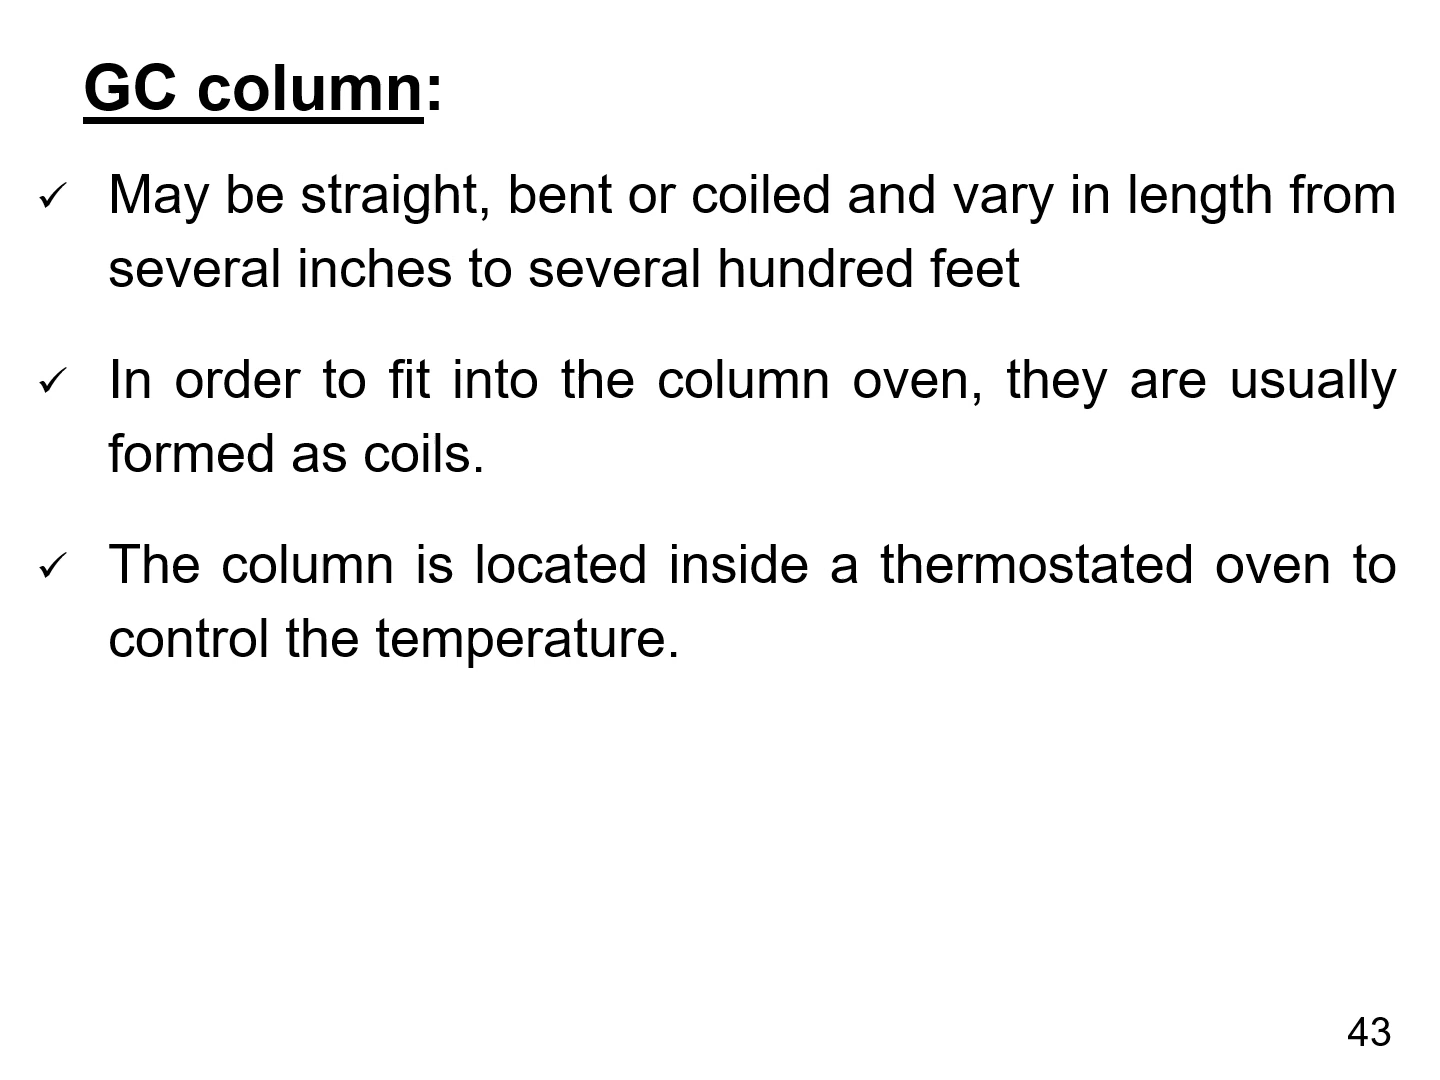 GC column:
✓ May be straight, bent or coiled and vary in length from
several inches to several hundred feet
✓ In order to fit into the column oven, they are usually
formed as coils.
✓ The column is located inside a thermostated oven to
control the temperature.
43